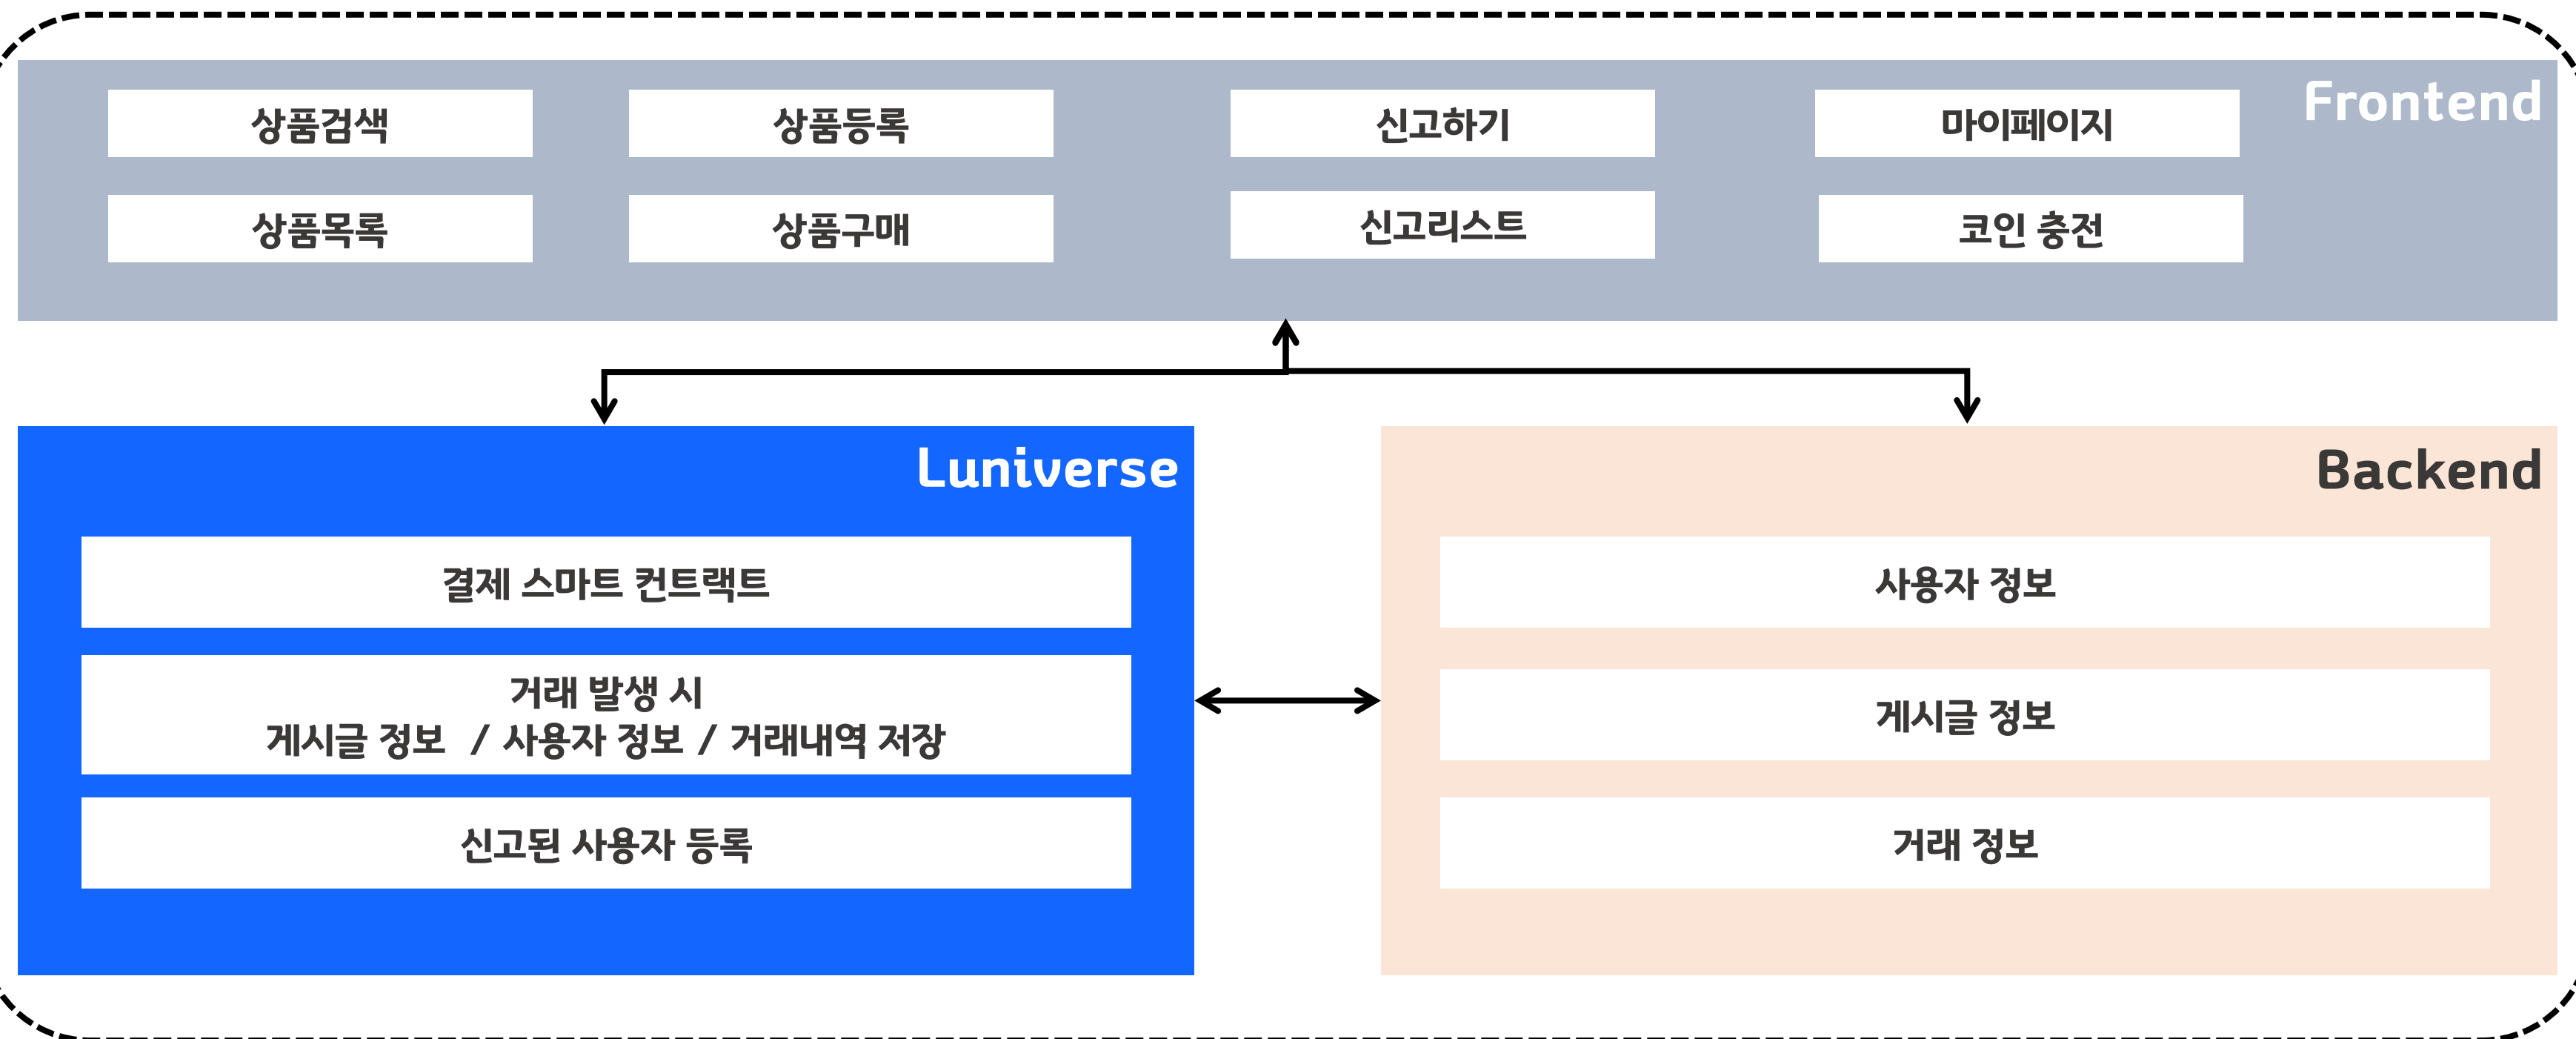 Frontend
상품검색
상품등록
신고하기
마이페이지
상품목록
상품구매
신고리스트
코인 충전
Luniverse
결제 스마트 컨트랙트
거래 발생 시
게시글 정보 / 사용자 정보 / 거래내역 저장
신고된 사용자 등록
Backend
사용자 정보
게시글 정보
거래 정보